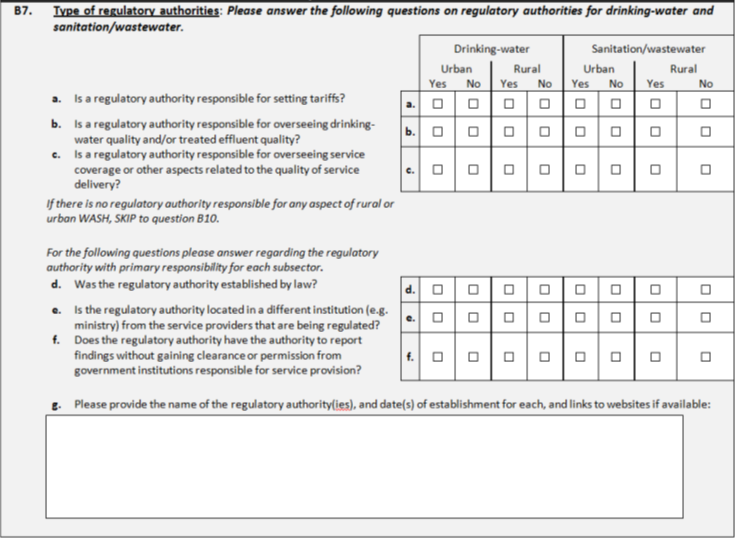 B7. Type of regulatory authorities: Please answer the following questions on regulatory authorities for drinking-water and
sanitation/wastewater.
Drinking-water Sanitation/wastewater
Urban Rural Urban Rural
Yes No Yes No Yes No Yes No
a. Is a regulatory authority responsible for setting tariffs? a. ☐ ☐ ☐ ☐ ☐ ☐ ☐ ☐
b. Is a regulatory authority responsible for overseeing drinking-
water quality and/or treated effluent quality? b. ☐ ☐ ☐ ☐ ☐ ☐ ☐ ☐
c. Is a regulatory authority responsible for overseeing service
coverage or other aspects related to the quality of service c. ☐ ☐ ☐ ☐ ☐ ☐ ☐ ☐
delivery?
If there is no regulatory authority responsible for any aspect of rural or
urban WASH, SKIP to question B10.
For the following questions please answer regarding the regulatory
authority with primary responsibility for each subsector.
d. Was the regulatory authority established by law? d. ☐ ☐ ☐ ☐ ☐ ☐ ☐ ☐
e. Is the regulatory authority located in a different institution (e.g.
ministry) from the service providers that are being regulated? e. ☐ ☐ ☐ ☐ ☐ ☐ ☐ ☐
f. Does the regulatory authority have the authority to report
findings without gaining clearance or permission from f. ☐ ☐ ☐ ☐ ☐ ☐ ☐ ☐
government institutions responsible for service provision?
g. Please provide the name of the regulatory authority(ies), and date(s) of establishment for each, and links to websites if available: